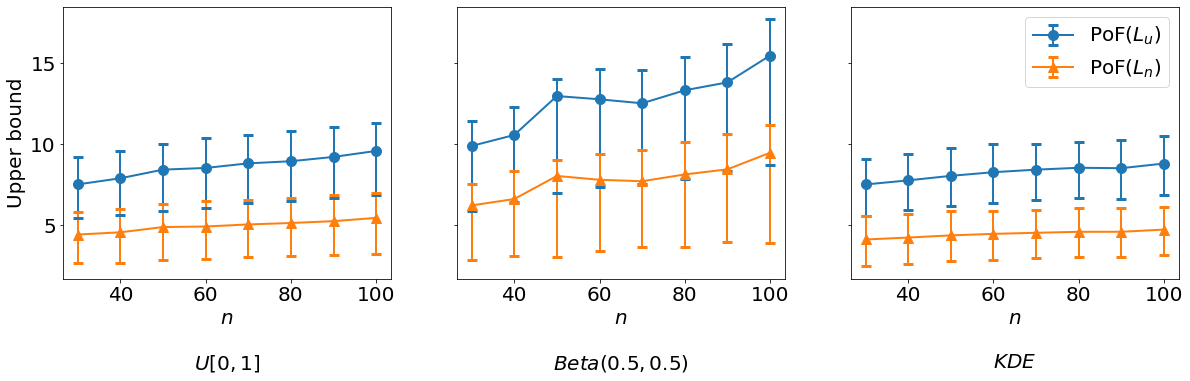 Upper bound
15
10
5
40 60 80 100
n
U[0, 1]
40 60 80 100
n
Beta(0.5, 0.5)
PoF(L_u)
PoF(L_n)
40 60 80 100
n
KDE